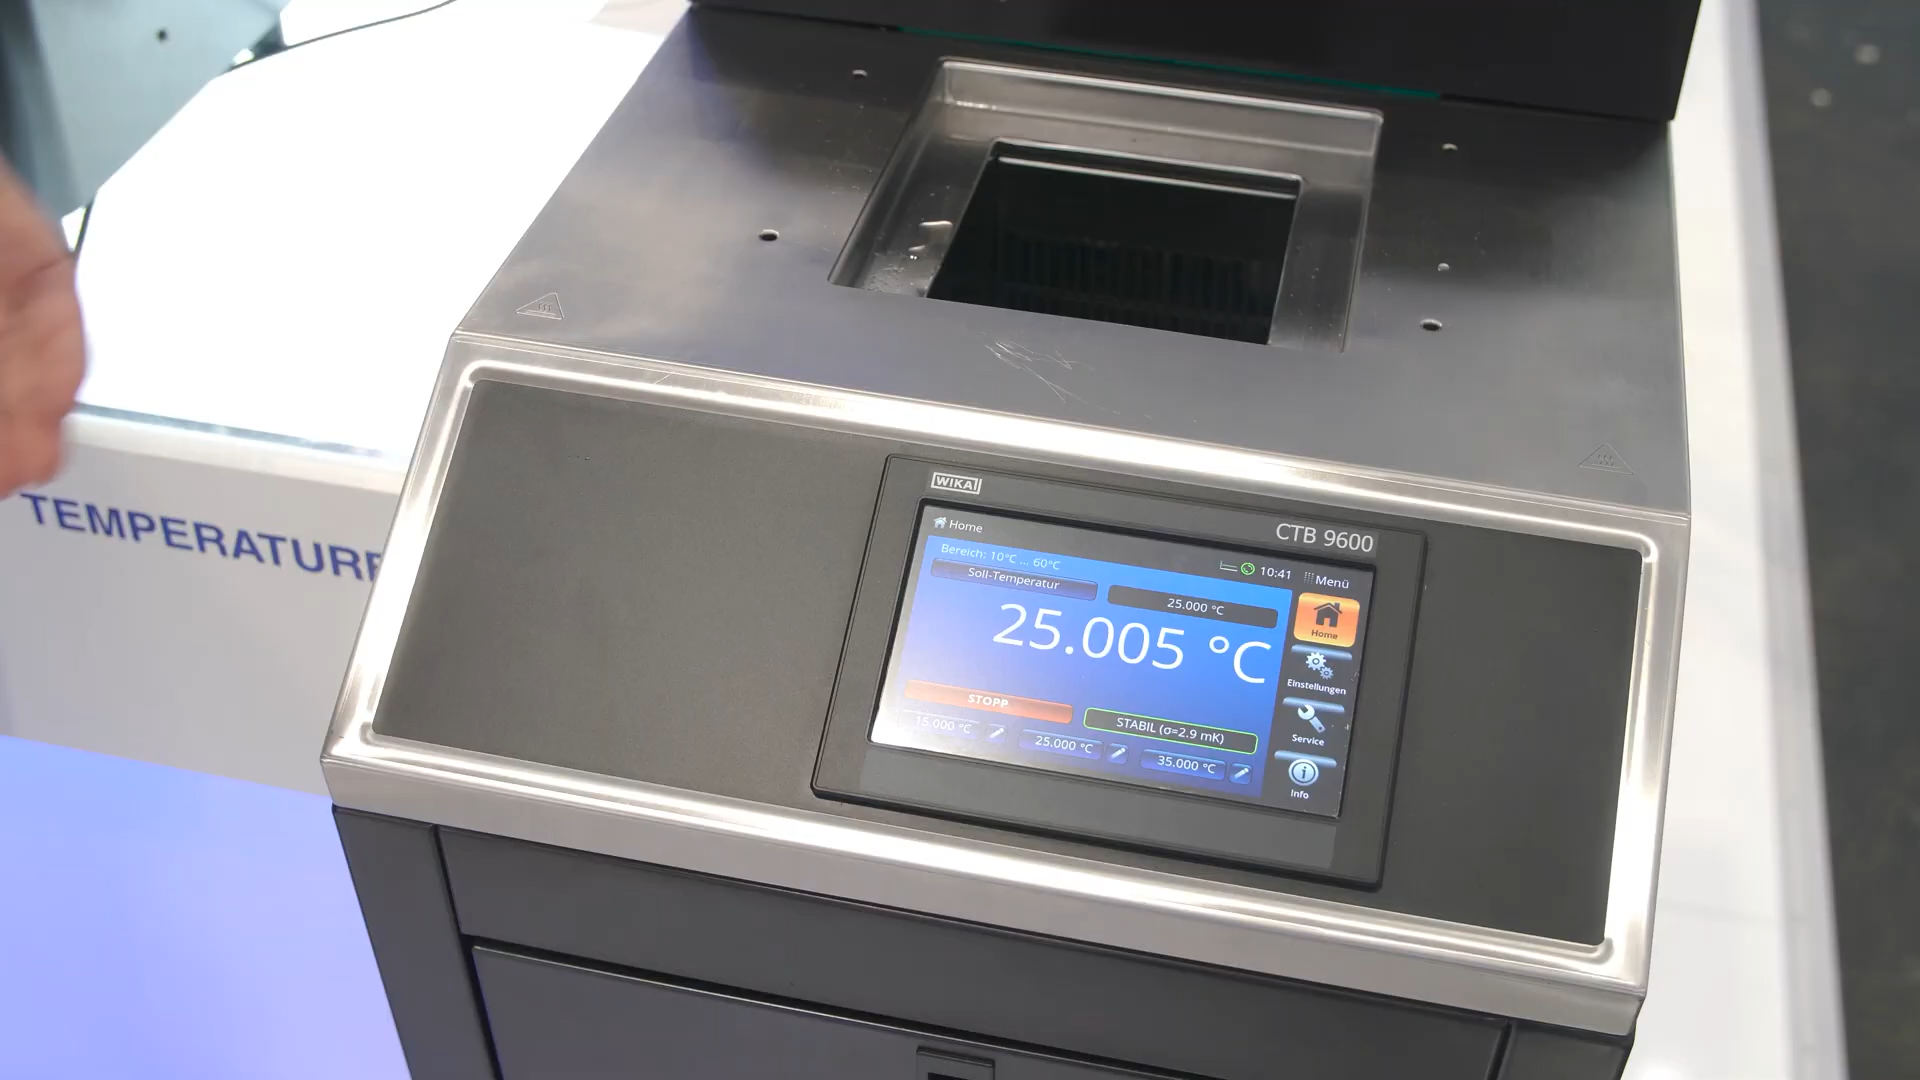 TEMPERATUR
WIKAI
CTB 9600
Home
Bereich: 10°C ... 60°C
10:41
Menü
Soll-Temperatur
25.000 °C
25.005 °C
Home
Einstellungen
STOPP
STABIL (σ=2.9 mK)
Service
15.000 °C
25.000 °C
35.000 °C
Info